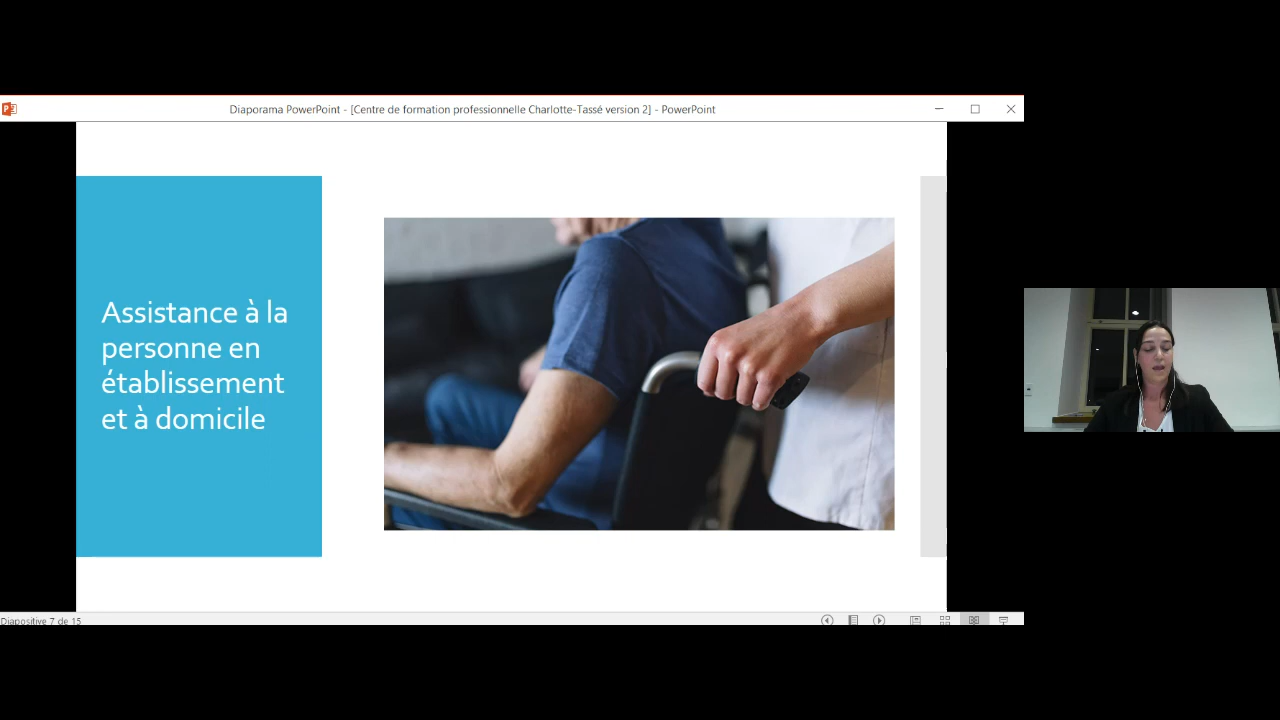 Diaporama PowerPoint - [Centre de formation professionnelle Charlotte-Tassé version 2] - PowerPoint
Assistance à la
personne en
établissement
et à domicile
Diapositive 7 de 15